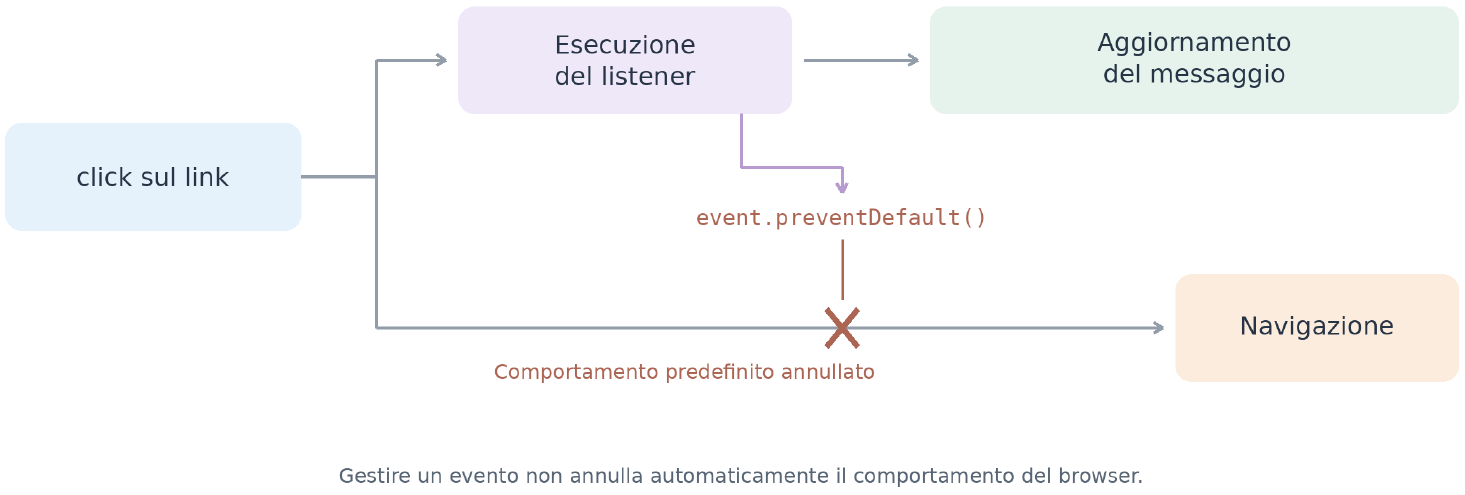 Esecuzione
del listener
Aggiornamento
del messaggio
click sul link
event.preventDefault()
Navigazione
Comportamento predefinito annullato
Gestire un evento non annulla automaticamente il comportamento del browser.